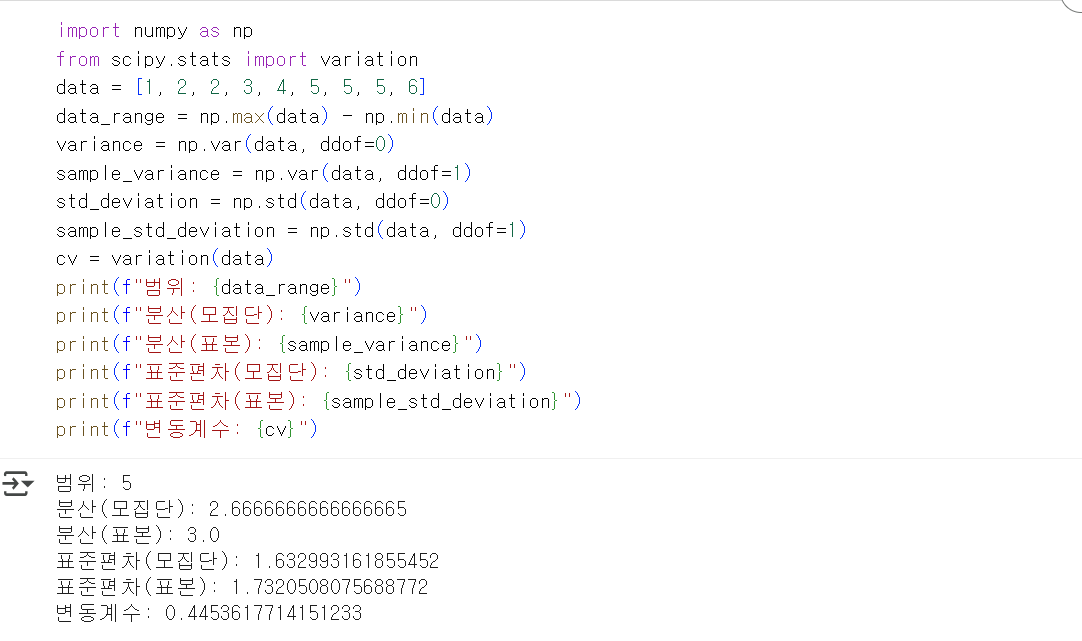 import numpy as np
from scipy.stats import variation
data = [1, 2, 2, 3, 4, 5, 5, 5, 6]
data_range = np.max(data) - np.min(data)
variance = np.var(data, ddof=0)
sample_variance = np.var(data, ddof=1)
std_deviation = np.std(data, ddof=0)
sample_std_deviation = np.std(data, ddof=1)
cv = variation(data)
print(f"범위: {data_range}")
print(f"분산(모집단): {variance}")
print(f"분산(표본): {sample_variance}")
print(f"표준편차(모집단): {std_deviation}")
print(f"표준편차(표본): {sample_std_deviation}")
print(f"변동계수: {cv}")
범위: 5
분산(모집단): 2.6666666666666665
분산(표본): 3.0
표준편차(모집단): 1.632993161855452
표준편차(표본): 1.7320508075688772
변동계수: 0.4453617714151233